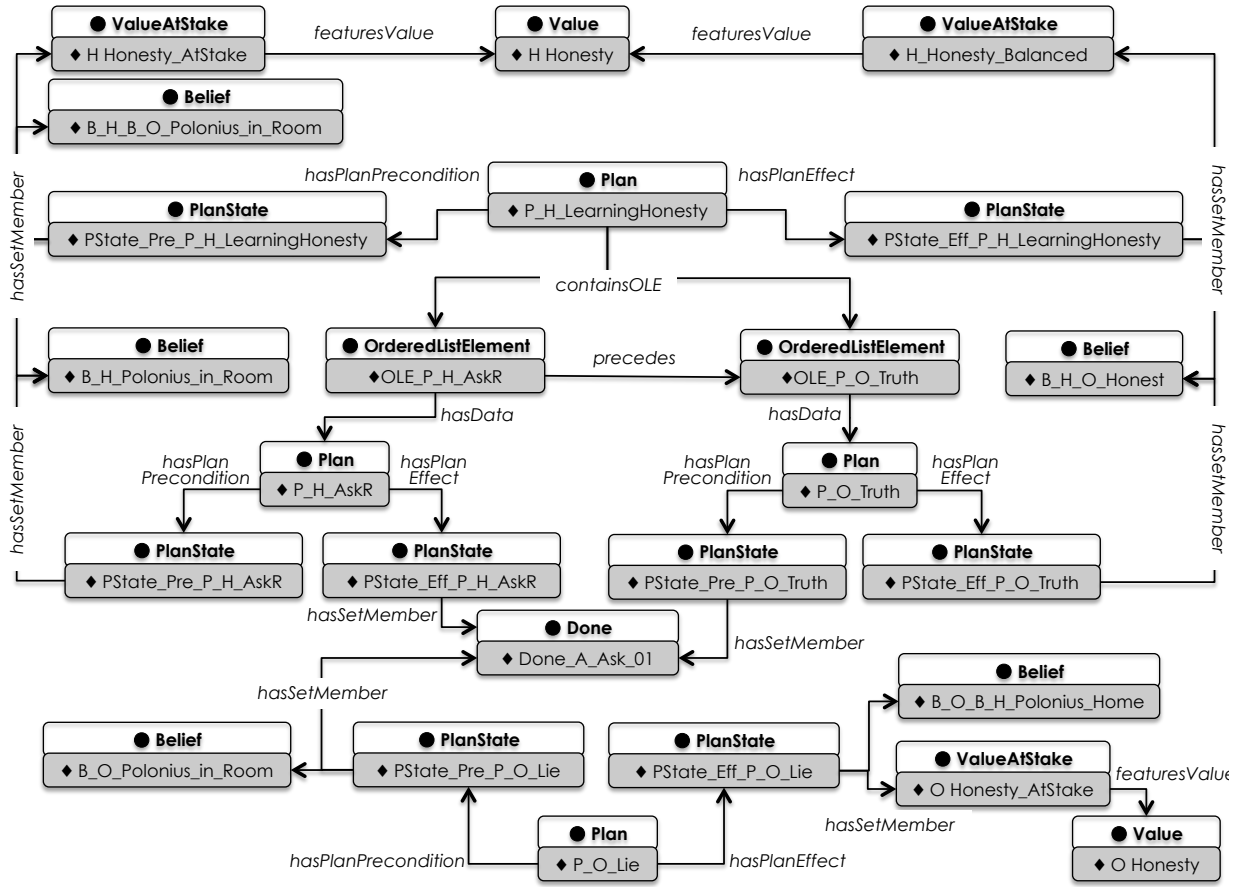 ● ValueAtStake
♦ H Honesty_AtStake
featuresValue
● Value
♦ H Honesty
featuresValue
● ValueAtStake
♦ H_Honesty_Balanced
● Belief
♦ B_H_B_O_Polonius_in_Room
hasSetMember
hasPlanPrecondition
● Plan
♦ P_H_LearningHonesty
hasPlanEffect
hasSetMember
● PlanState
♦ PState_Pre_P_H_LearningHonesty
● PlanState
♦ PState_Eff_P_H_LearningHonesty
containsOLE
● Belief
♦ B_H_Polonius_in_Room
● OrderedListElement
♦OLE_P_H_AskR
precedes
● OrderedListElement
♦OLE_P_O_Truth
● Belief
♦ B_H_O_Honest
hasData
hasData
hasSetMember
hasPlan
Precondition
● Plan
♦ P_H_AskR
hasPlan
Effect
hasPlan
Precondition
● Plan
♦ P_O_Truth
hasPlan
Effect
hasSetMember
● PlanState
♦ PState_Pre_P_H_AskR
● PlanState
♦ PState_Eff_P_H_AskR
● PlanState
♦ PState_Pre_P_O_Truth
● PlanState
♦ PState_Eff_P_O_Truth
hasSetMember
● Done
♦ Done_A_Ask_01
hasSetMember
hasSetMember
● Belief
♦ B_O_B_H_Polonius_Home
● Belief
♦ B_O_Polonius_in_Room
● PlanState
♦ PState_Pre_P_O_Lie
● PlanState
♦ PState_Eff_P_O_Lie
● ValueAtStake
♦ O Honesty_AtStake
featuresValue
hasSetMember
hasPlanPrecondition
● Plan
♦ P_O_Lie
hasPlanEffect
● Value
♦ O Honesty